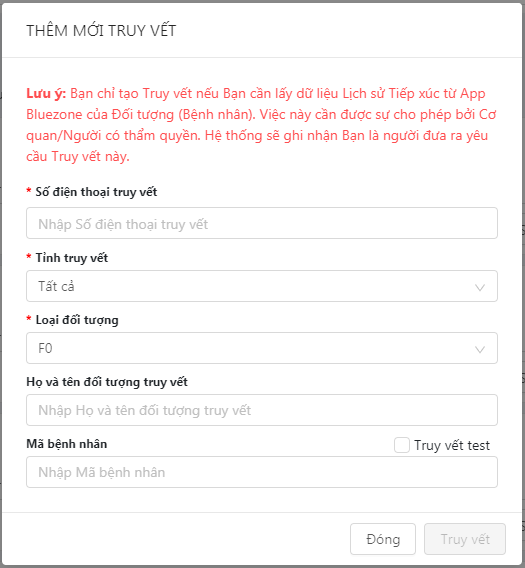 THÊM MỚI TRUY VẾT
Lưu ý: Bạn chỉ tạo Truy vết nếu Bạn cần lấy dữ liệu Lịch sử Tiếp xúc từ App
Bluezone của Đối tượng (Bệnh nhân). Việc này cần được sự cho phép bởi Cơ
quan/Người có thẩm quyền. Hệ thống sẽ ghi nhận Bạn là người đưa ra yêu
cầu Truy vết này.
* Số điện thoại truy vết
Nhập Số điện thoại truy vết
* Tỉnh truy vết
Tất cả
* Loại đối tượng
F0
Họ và tên đối tượng truy vết
Nhập Họ và tên đối tượng truy vết
Mã bệnh nhân
Truy vết test
Nhập Mã bệnh nhân
Đóng
Truy vết